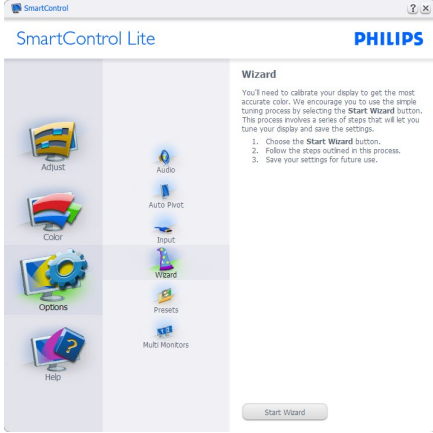 SmartControl
SmartControl Lite
PHILIPS
Adjust
Color
Options
Help
Audio
Auto Pivot
Input
Wizard
Presets
Multi Monitors
Wizard
You'll need to calibrate your display to get the most
accurate color. We encourage you to use the simple
tuning process by selecting the Start Wizard button.
This process involves a series of steps that will let you
tune your display and save the settings.
1. Choose the Start Wizard button.
2. Follow the steps outlined in this process.
3. Save your settings for future use.
Start Wizard